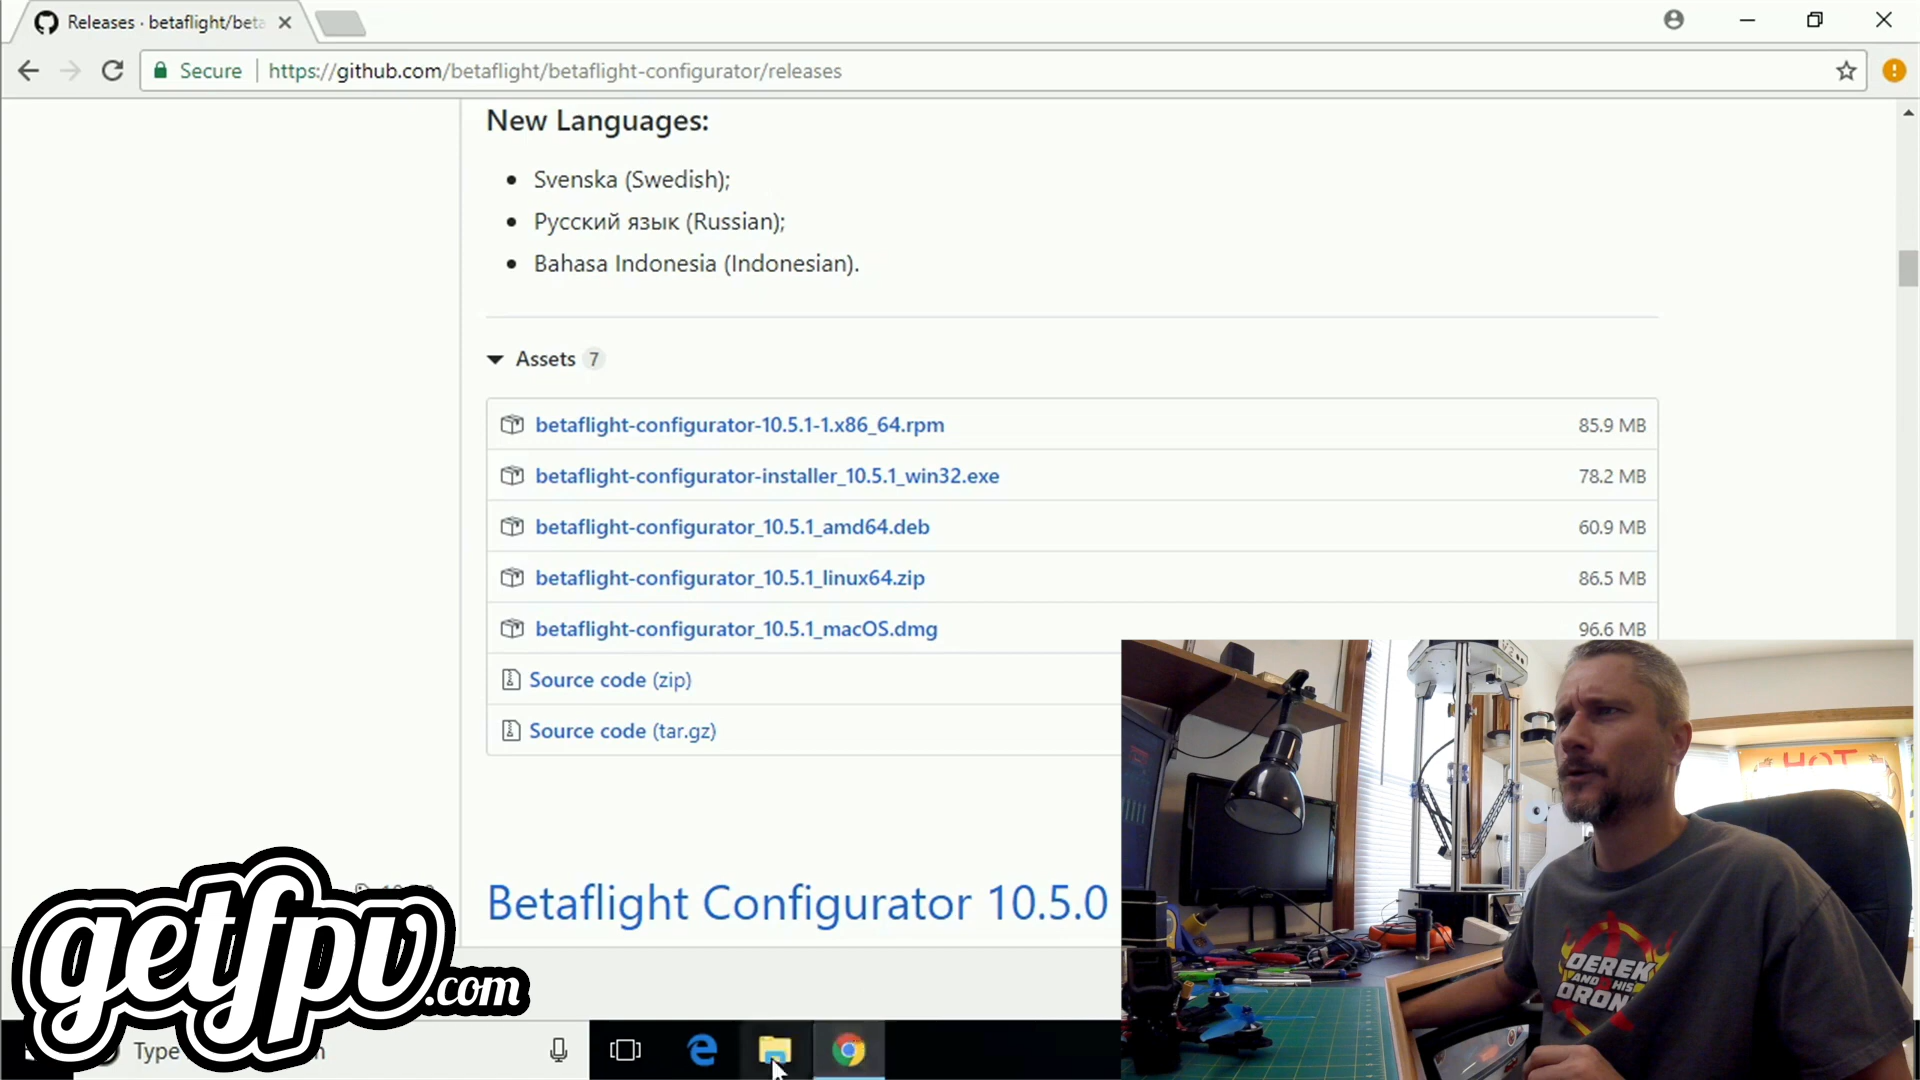 Releases · betaflight/beta
Secure
https://github.com/betaflight/betaflight-configurator/releases
New Languages:
Svenska (Swedish);
Русский язык (Russian);
Bahasa Indonesia (Indonesian).
Assets 7
betaflight-configurator-10.5.1-1.x86_64.rpm 85.9 MB
betaflight-configurator-installer_10.5.1_win32.exe 78.2 MB
betaflight-configurator_10.5.1_amd64.deb 60.9 MB
betaflight-configurator_10.5.1_linux64.zip 86.5 MB
betaflight-configurator_10.5.1_macOS.dmg 96.6 MB
Source code (zip)
Source code (tar.gz)
Betaflight Configurator 10.5.0
HOT
DEREK
AND HIS
DRON
getfpv.com
Type